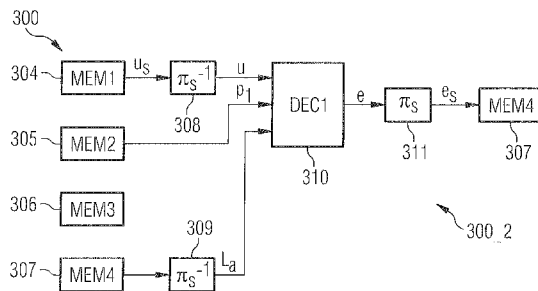 300
304 MEM1 u_S π_S⁻¹ u
308
305 MEM2 p₁ DEC1 e π_S e_S MEM4
310 311 307
306 MEM3
309
307 MEM4 π_S⁻¹ L_a
300_2